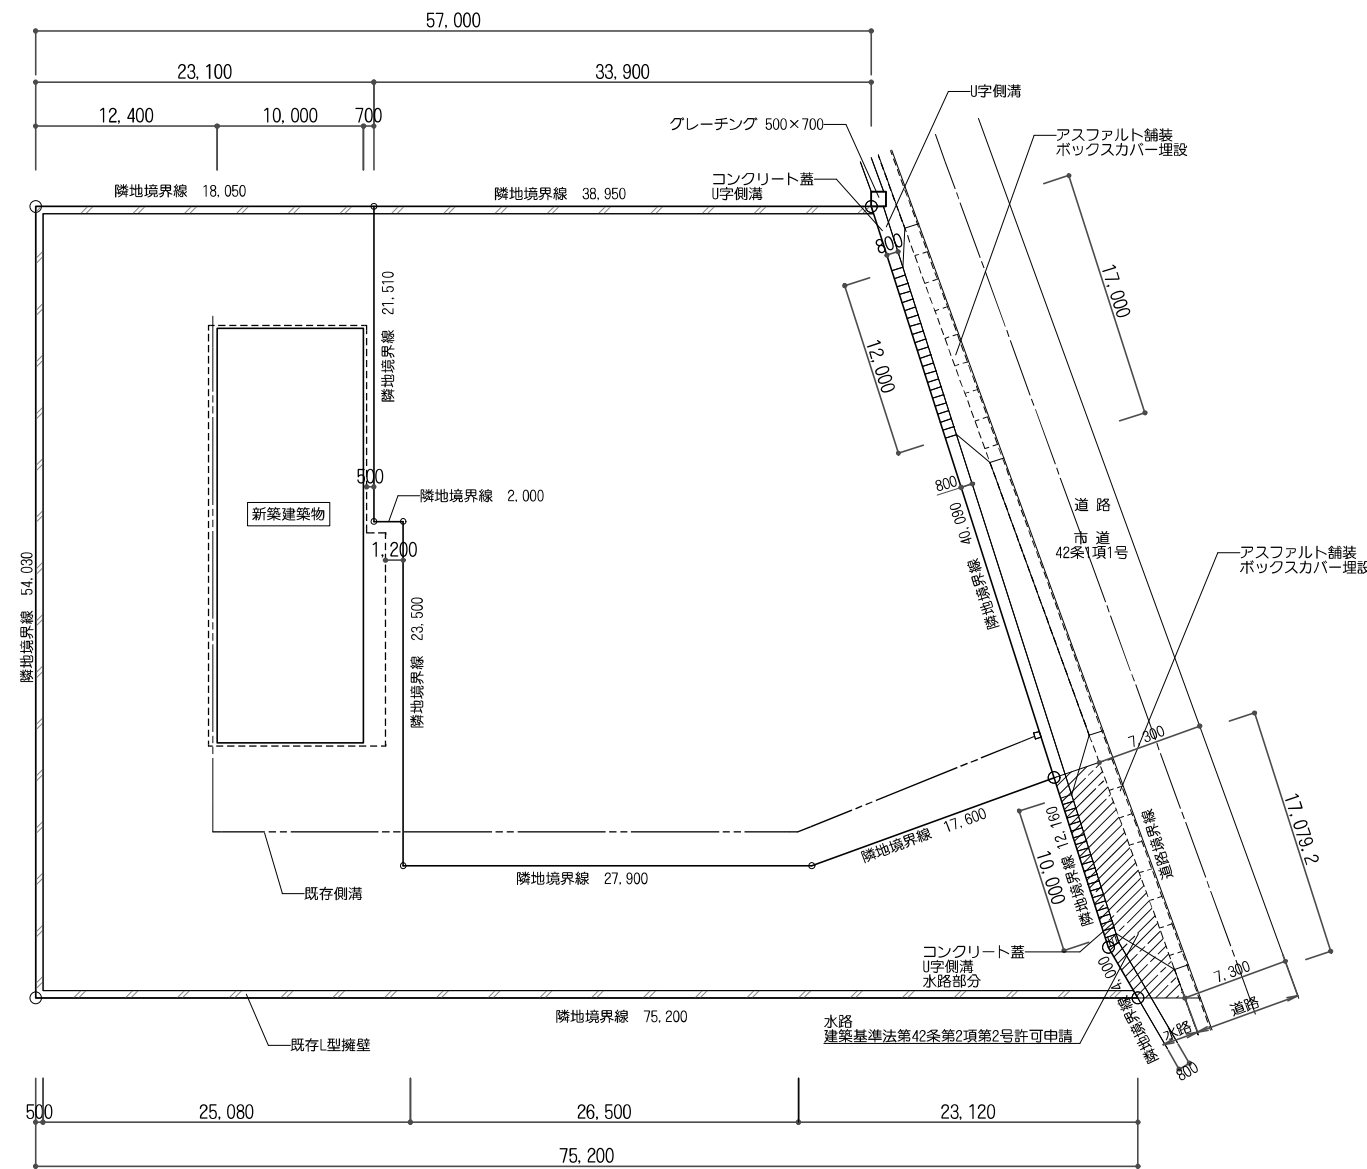 57,000
23,100
33,900
12,400
10,000
700
U字側溝
グレーチング 500×700
アスファルト舗装
ボックスカバー埋設
コンクリート蓋
U字側溝
隣地境界線 18.050
隣地境界線 38,950
800
17,000
隣地境界線 21,510
12,000
500
隣地境界線 2,000
800
新築建築物
道路
市道
42条1項1号
隣地境界線 40,090
1,200
アスファルト舗装
ボックスカバー埋設
隣地境界線 54,030
隣地境界線 23,500
7,300
17,079.2
隣地境界線 17,600
隣地境界線 12,160
道路境界線
10,000
隣地境界線 27,900
既存側溝
コンクリート蓋
U字側溝
水路部分
7,300
隣地境界線 4,000
道路
水路
隣地境界線 75,200
水路
建築基準法第42条第2項第2号許可申請
既存L型擁壁
800
500
25,080
26,500
23,120
75,200